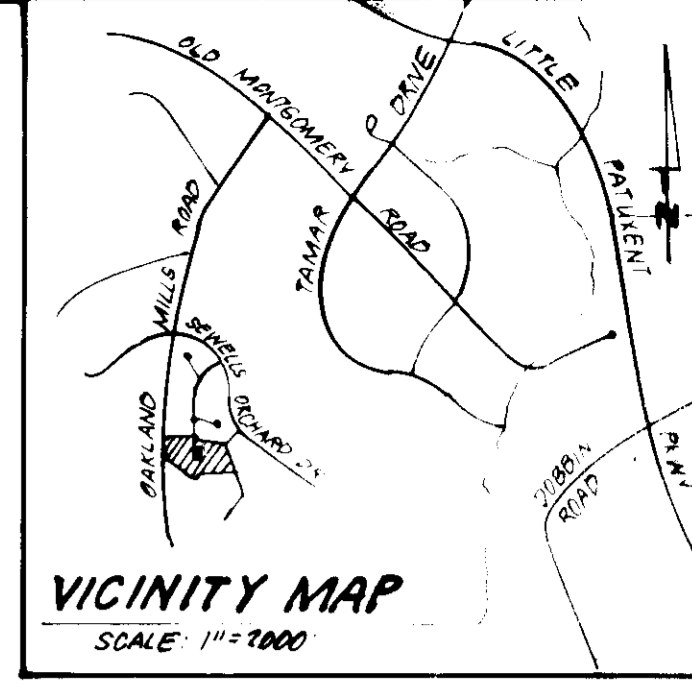 OLD MONTGOMERY ROAD
TAMAR DRIVE
LITTLE PATUXENT PKWY
N
OAKLAND MILLS ROAD
SEWELLS ORCHARD DR
DOBBIN
ROAD
VICINITY MAP
SCALE: 1"=2000'